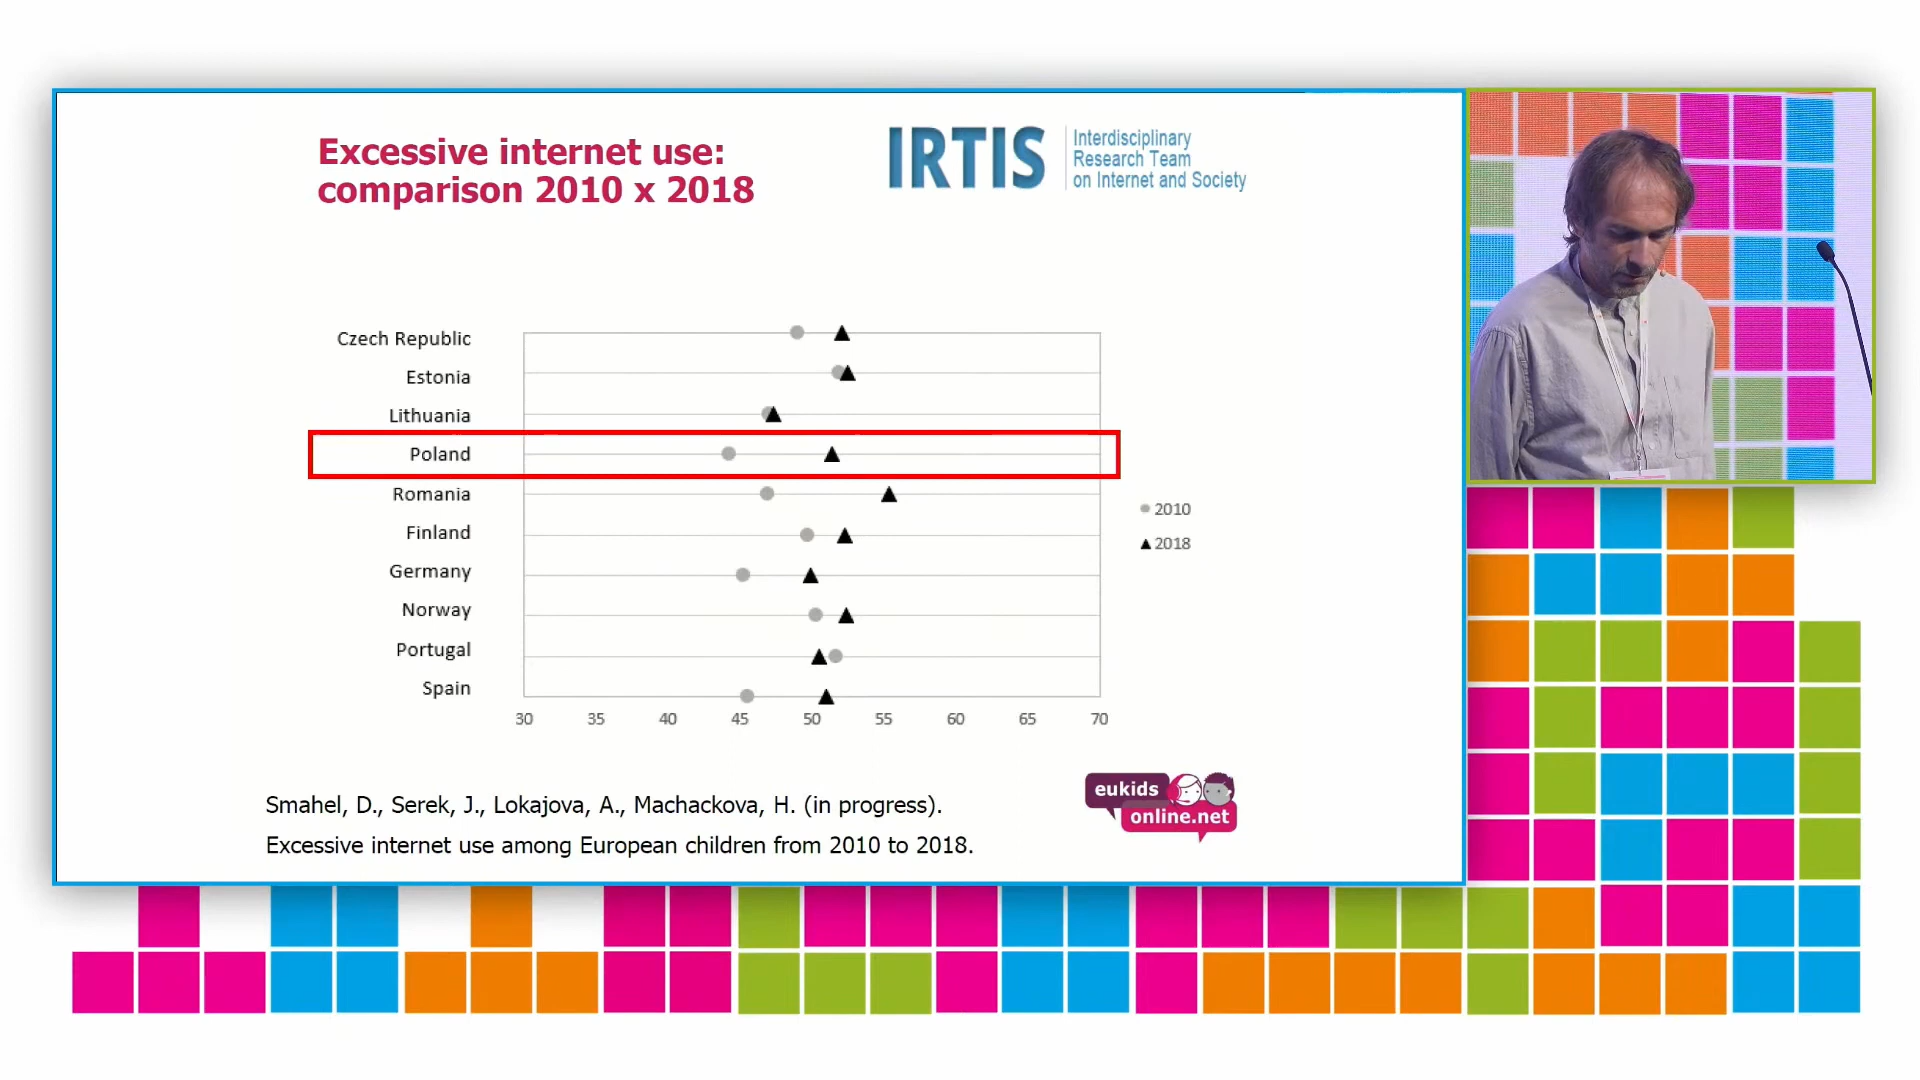 Excessive internet use:
comparison 2010 x 2018
IRTIS
Interdisciplinary
Research Team
on Internet and Society
Czech Republic
Estonia
Lithuania
Poland
Romania
Finland
Germany
Norway
Portugal
Spain
30 35 40 45 50 55 60 65 70
2010
2018
Smahel, D., Serek, J., Lokajova, A., Machackova, H. (in progress).
Excessive internet use among European children from 2010 to 2018.
eukids
online.net